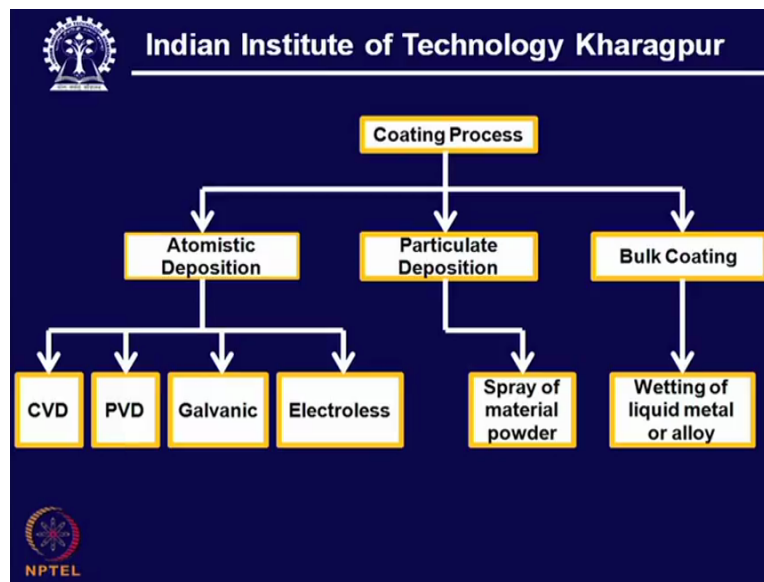 Indian Institute of Technology Kharagpur
Coating Process
Atomistic
Deposition
Particulate
Deposition
Bulk Coating
CVD
PVD
Galvanic
Electroless
Spray of
material
powder
Wetting of
liquid metal
or alloy
NPTEL